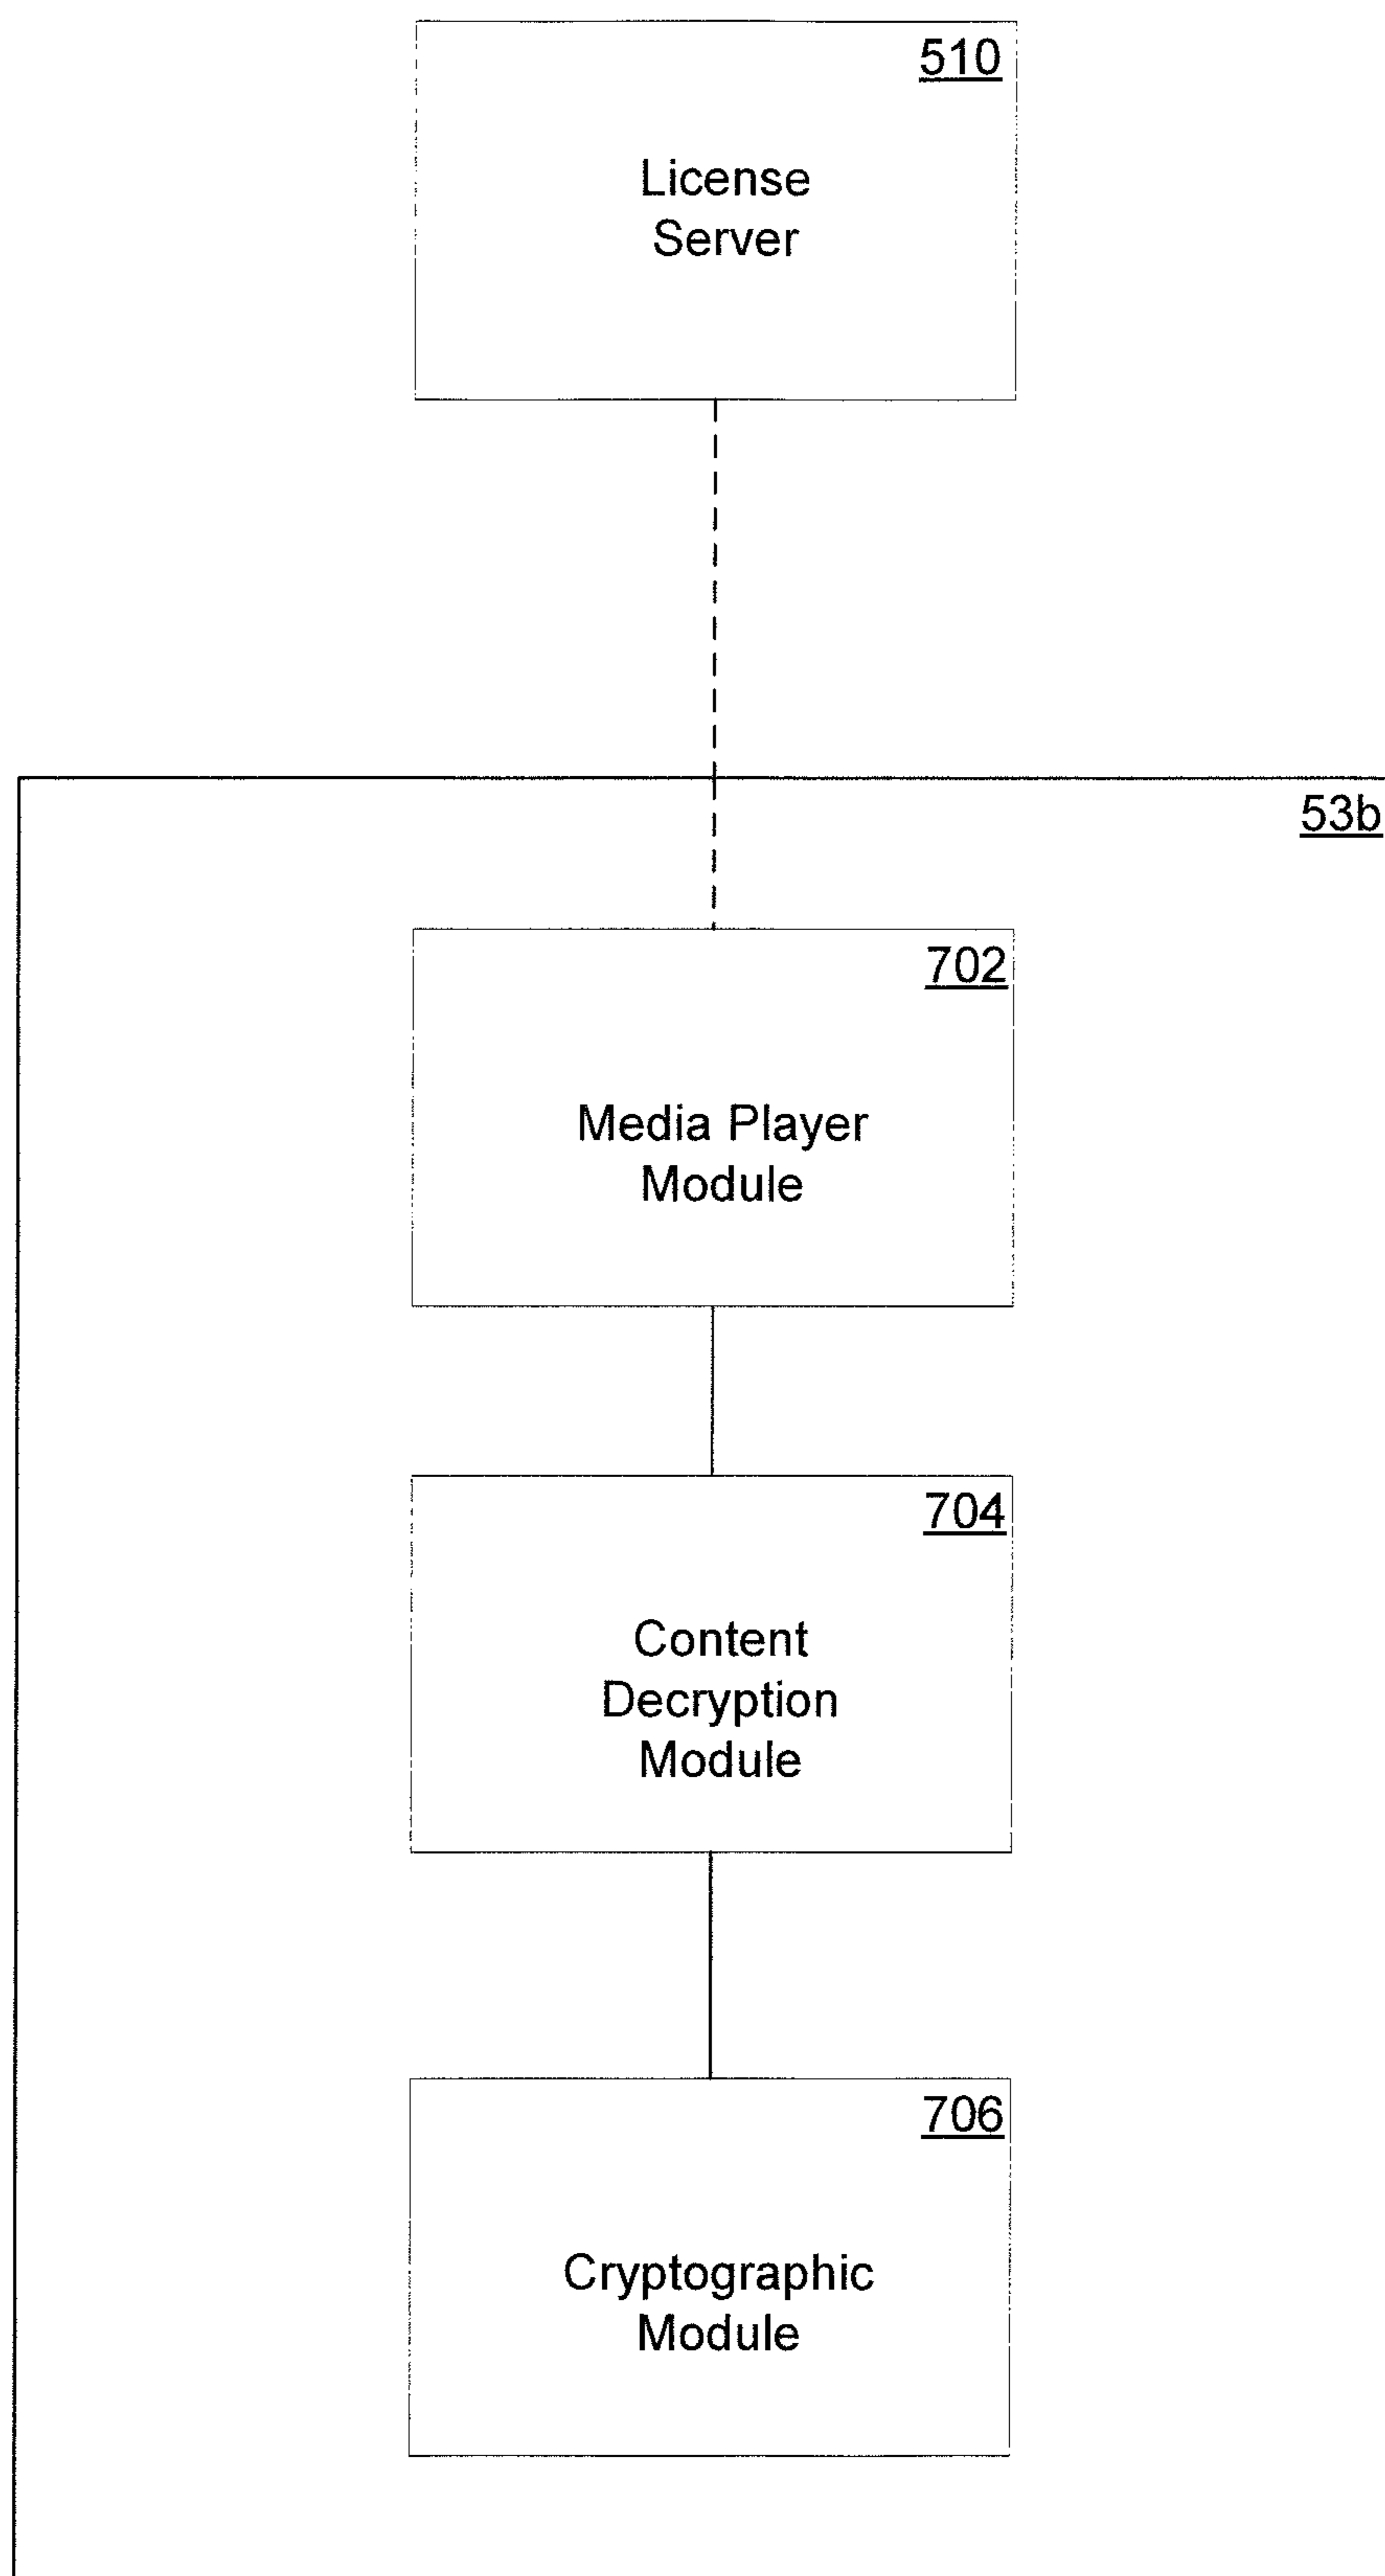 510
License
Server
53b
702
Media Player
Module
704
Content
Decryption
Module
706
Cryptographic
Module